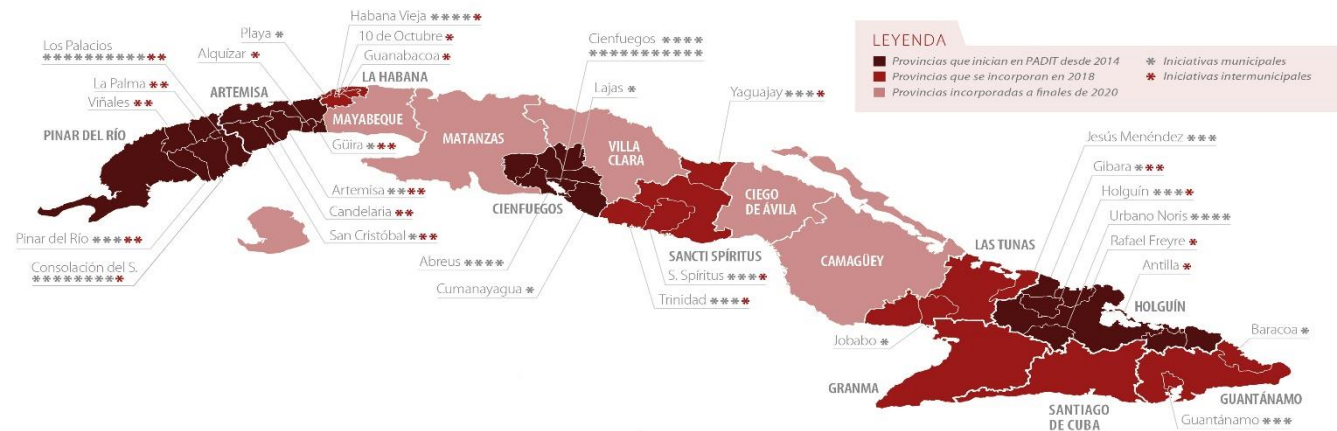 Habana Vieja *****
Playa *
10 de Octubre *
Guanabacoa *
Los Palacios
***********
Alquízar *
La Palma **
Viñales **
ARTEMISA
LA HABANA
PINAR DEL RÍO
MAYABEQUE
Güira ***
Artemisa ****
Candelaria **
San Cristóbal ***
Pinar del Río *****
Consolación del S.
*********
MATANZAS
Cienfuegos ****
***********
Lajas *
VILLA
CLARA
CIENFUEGOS
Abreus ****
Cumanayagua *
Yaguajay ****
SANCTI SPÍRITUS
S. Spíritus ****
Trinidad ****
CIEGO
DE ÁVILA
CAMAGÜEY
LEYENDA
Provincias que inician en PADIT desde 2014
Provincias que se incorporan en 2018
Provincias incorporadas a finales de 2020
* Iniciativas municipales
* Iniciativas intermunicipales
Jesús Menéndez ***
Gibara ***
Holguín ****
Urbano Noris ****
Rafael Freyre *
Antilla *
LAS TUNAS
HOLGUÍN
Baracoa *
Jobabo *
GRANMA
SANTIAGO
DE CUBA
GUANTÁNAMO
Guantánamo ***